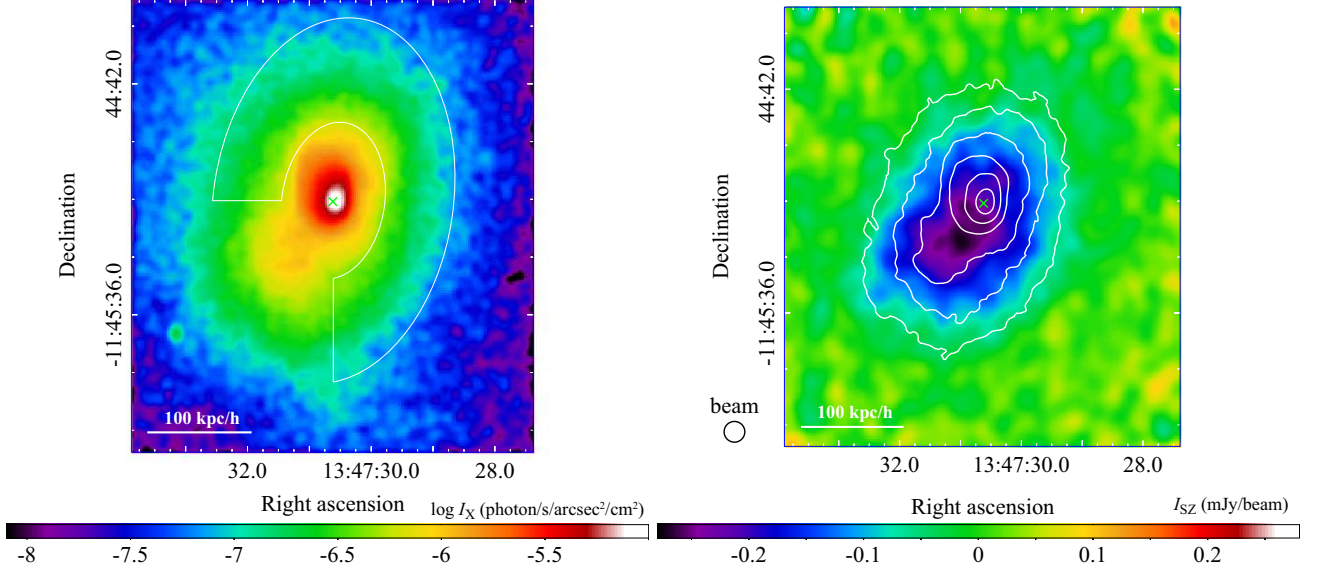 44:42.0
Declination
-11:45:36.0
100 kpc/h
32.0 13:47:30.0 28.0
Right ascension
log I_X (photon/s/arcsec²/cm²)
-8 -7.5 -7 -6.5 -6 -5.5
44:42.0
Declination
-11:45:36.0
beam
100 kpc/h
32.0 13:47:30.0 28.0
Right ascension
I_SZ (mJy/beam)
-0.2 -0.1 0 0.1 0.2